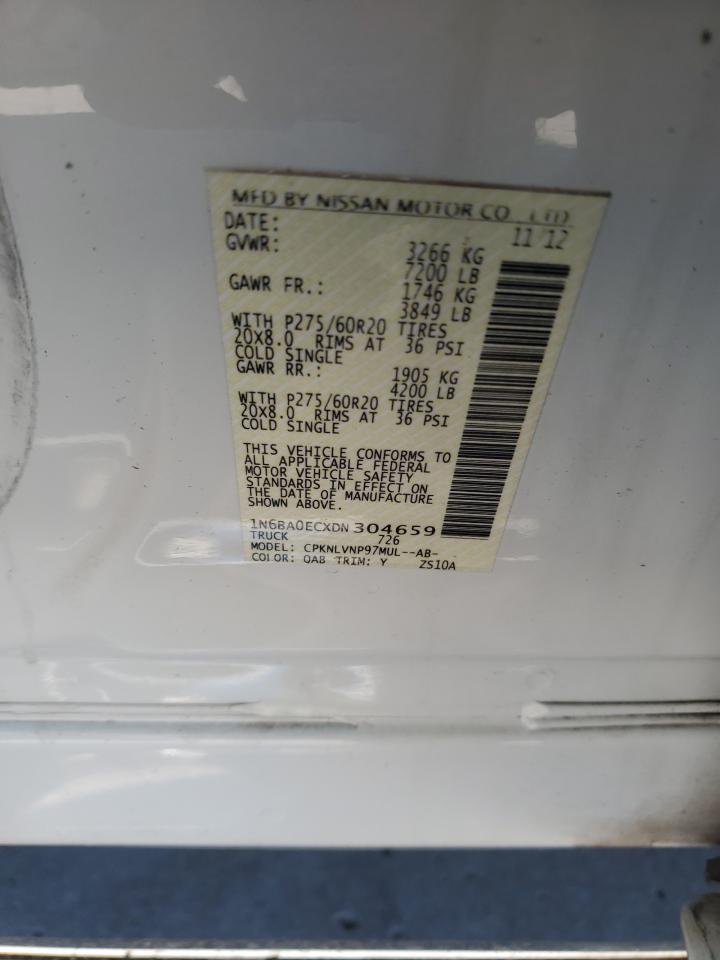 MFD BY NISSAN MOTOR CO., LTD.
DATE: 11/12
GVWR: 3266 KG
7200 LB
GAWR FR.: 1746 KG
3849 LB
WITH P275/60R20 TIRES
20X8.0 RIMS AT 36 PSI
COLD SINGLE
GAWR RR.: 1905 KG
4200 LB
WITH P275/60R20 TIRES
20X8.0 RIMS AT 36 PSI
COLD SINGLE
THIS VEHICLE CONFORMS TO
ALL APPLICABLE FEDERAL
MOTOR VEHICLE SAFETY
STANDARDS IN EFFECT ON
THE DATE OF MANUFACTURE
SHOWN ABOVE.
1N6BA0ECXDN304659
TRUCK 726
MODEL: CPKNLVNP97MUL--AB-
COLOR: QAB TRIM: Y ZS10A